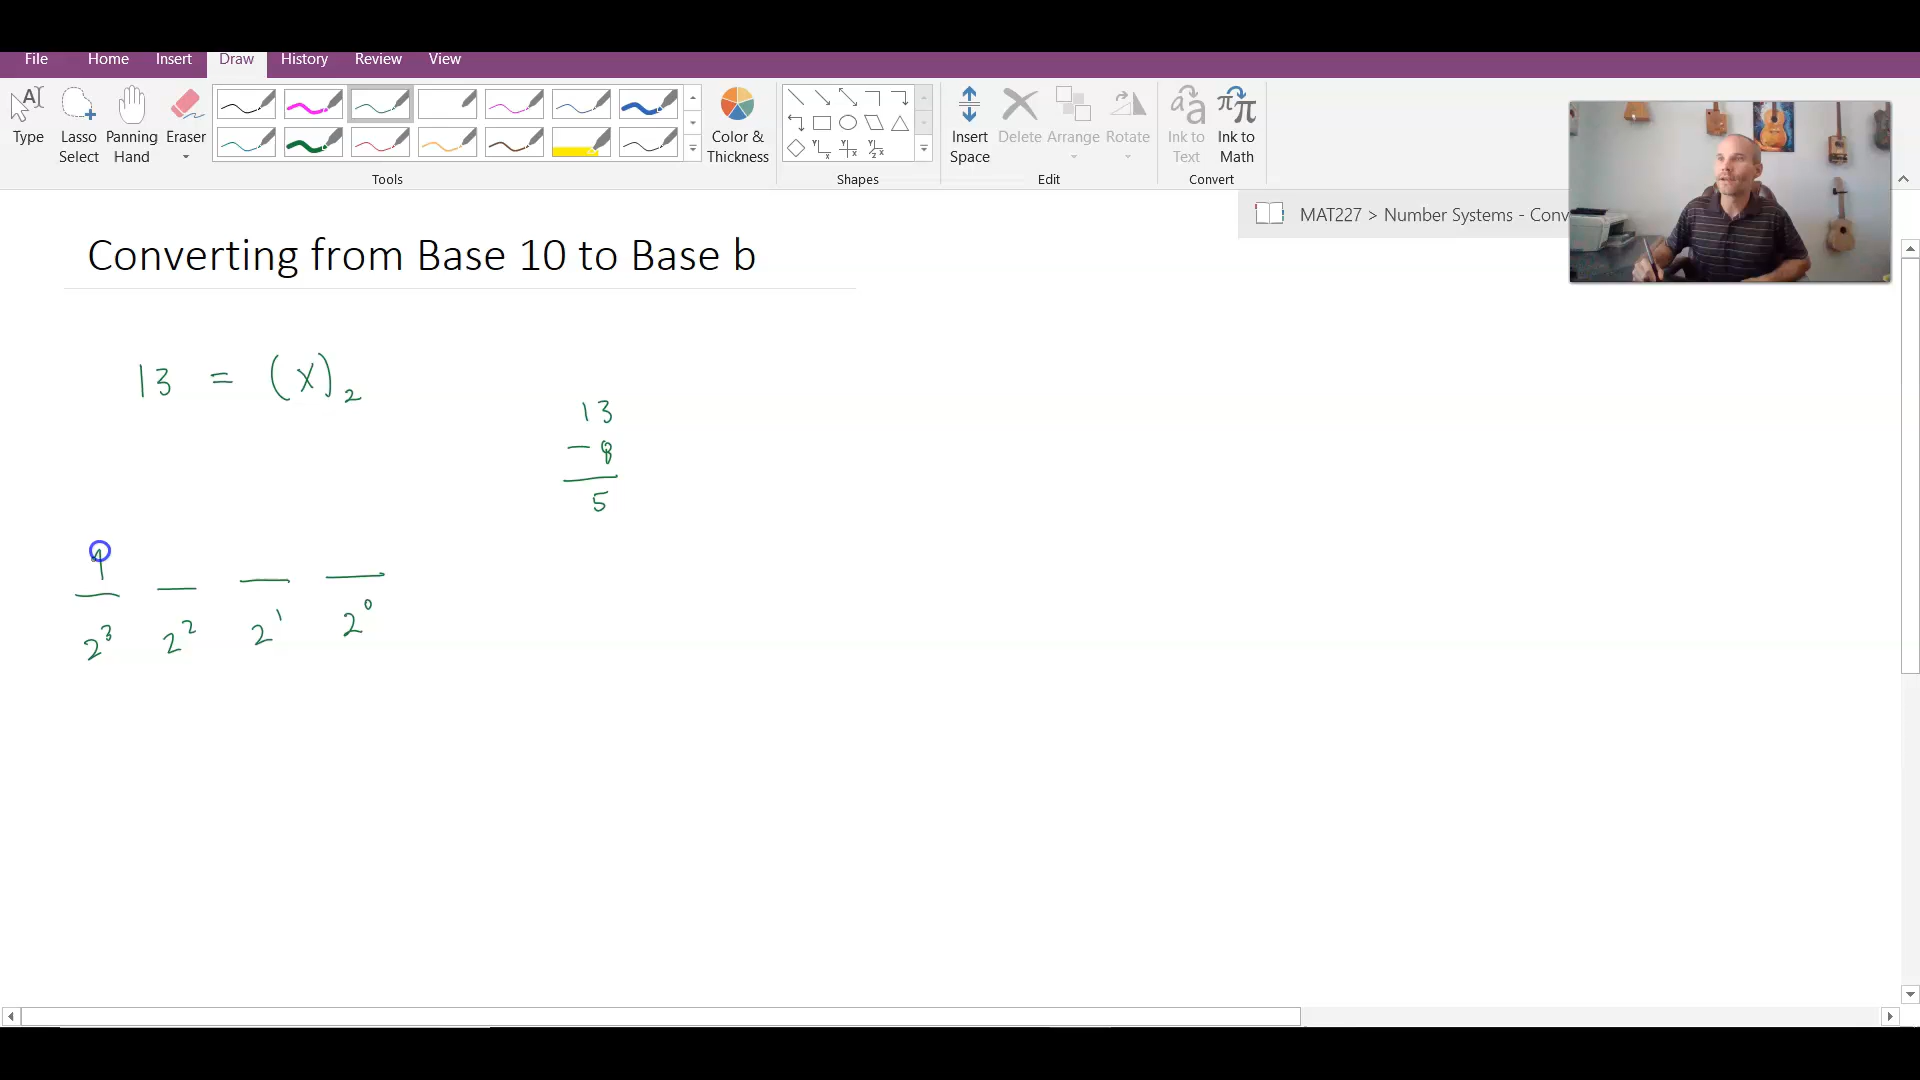 File Home Insert Draw History Review View
Type Lasso Select Panning Hand Eraser Color & Thickness Insert Space Delete Arrange Rotate Ink to Text Ink to Math
Tools Shapes Edit Convert
MAT227 > Number Systems - Conv
Converting from Base 10 to Base b
13 = (x)₂
13
- 8
5
1
2³ 2² 2¹ 2⁰